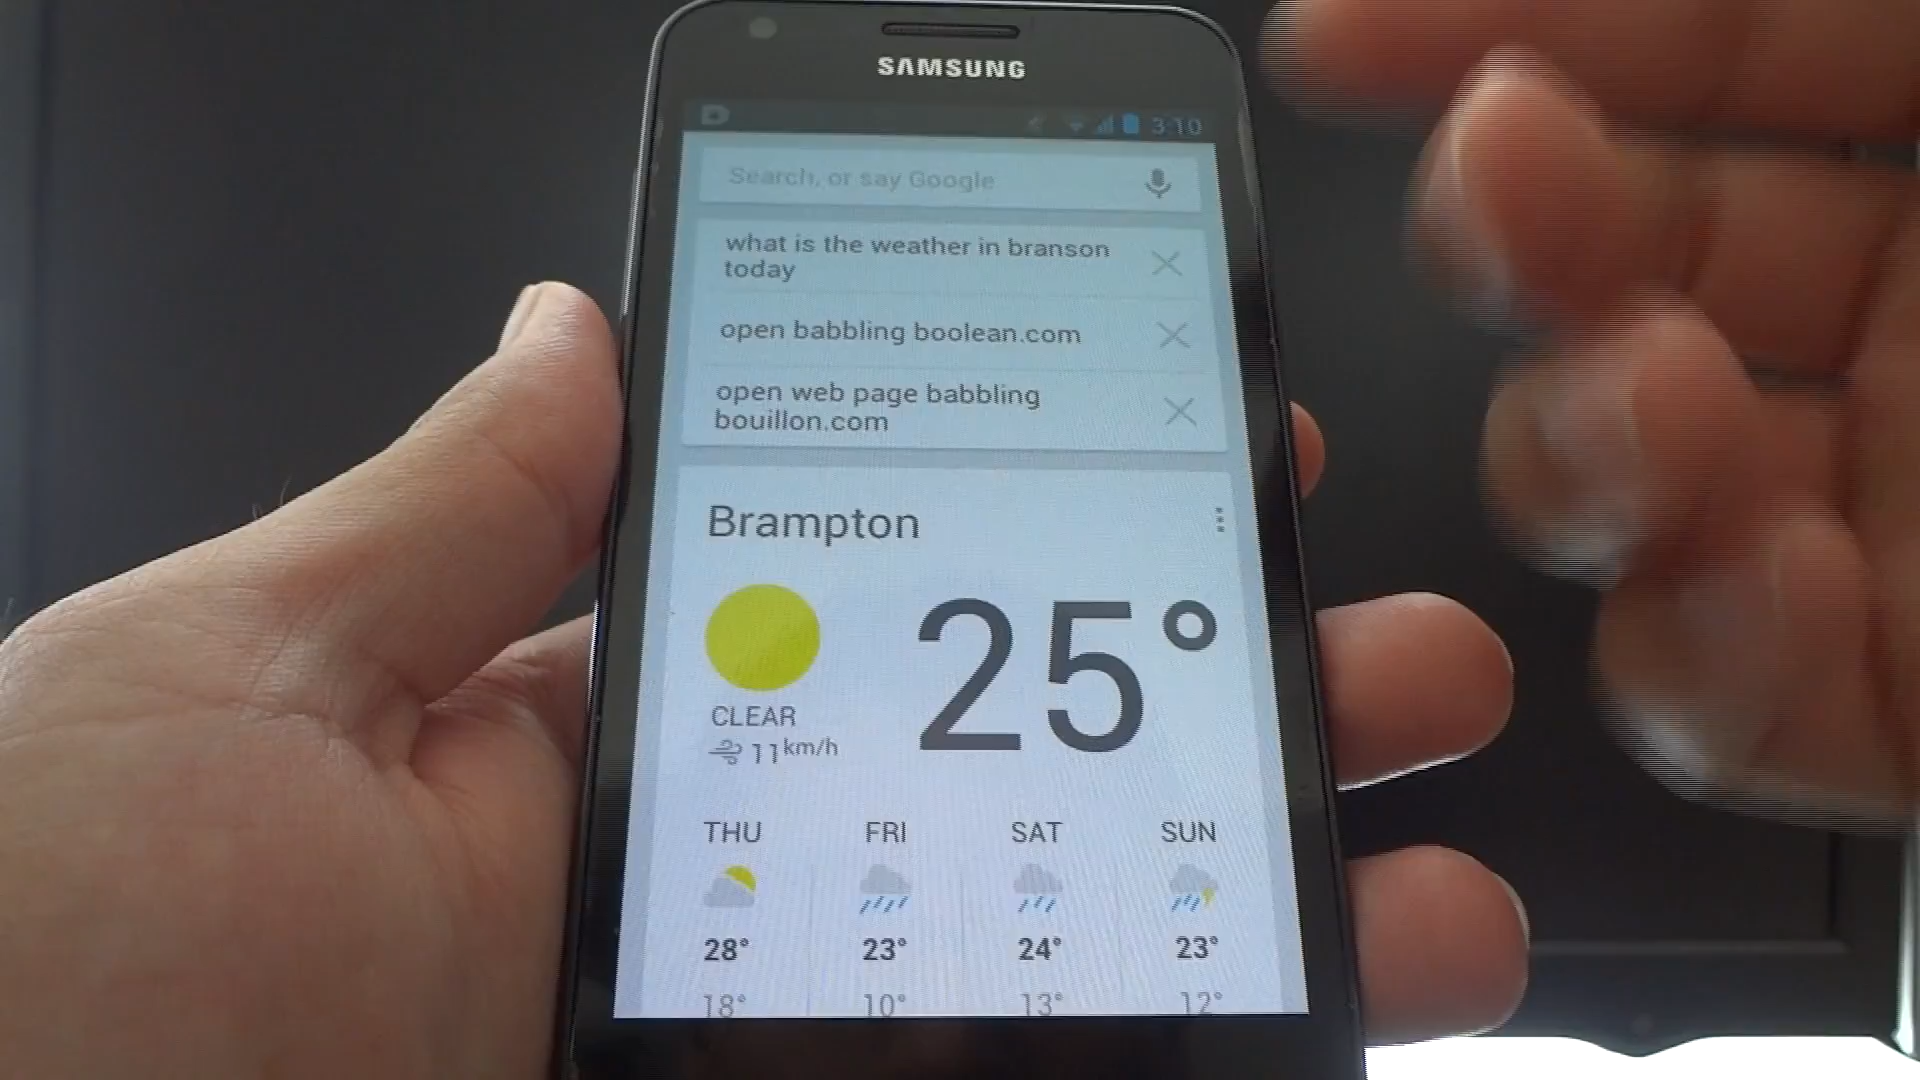 SAMSUNG
3:10
Search, or say Google
what is the weather in branson
today
open babbling boolean.com
open web page babbling
bouillon.com
Brampton
25°
CLEAR
11 km/h
THU FRI SAT SUN
28° 23° 24° 23°
18° 10° 13° 12°